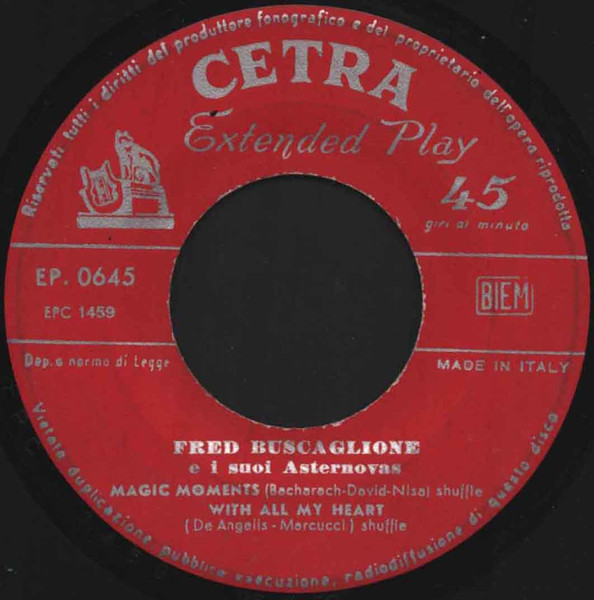 Riservati tutti i diritti del produttore fonografico e del proprietario dell'opera riprodotta
CETRA
Extended Play
45
giri al minuto
EP. 0645
EPC 1459
BIEM
Dep. a norma di Legge
MADE IN ITALY
FRED BUSCAGLIONE
e i suoi Asternovas
MAGIC MOMENTS (Bacharach-David-Nisa) shuffle
WITH ALL MY HEART
(De Angelis - Marcucci) shuffle
Vietata duplicazione pubblica esecuzione, radiodiffusione di questo disco